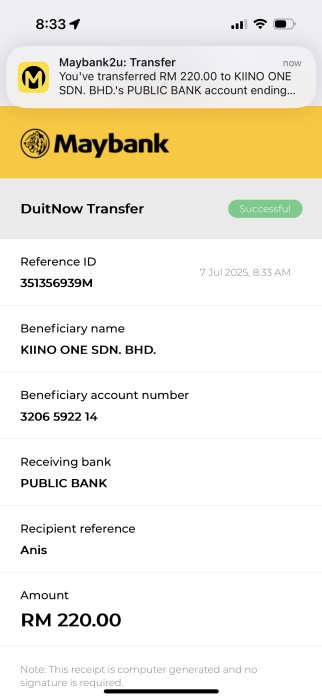 8:33
Maybank2u: Transfer
now
You've transferred RM 220.00 to KIINO ONE
SDN. BHD.'s PUBLIC BANK account ending...
Maybank
DuitNow Transfer
Successful
Reference ID
351356939M
7 Jul 2025, 8:33 AM
Beneficiary name
KIINO ONE SDN. BHD.
Beneficiary account number
3206 5922 14
Receiving bank
PUBLIC BANK
Recipient reference
Anis
Amount
RM 220.00
Note: This receipt is computer generated and no
signature is required.